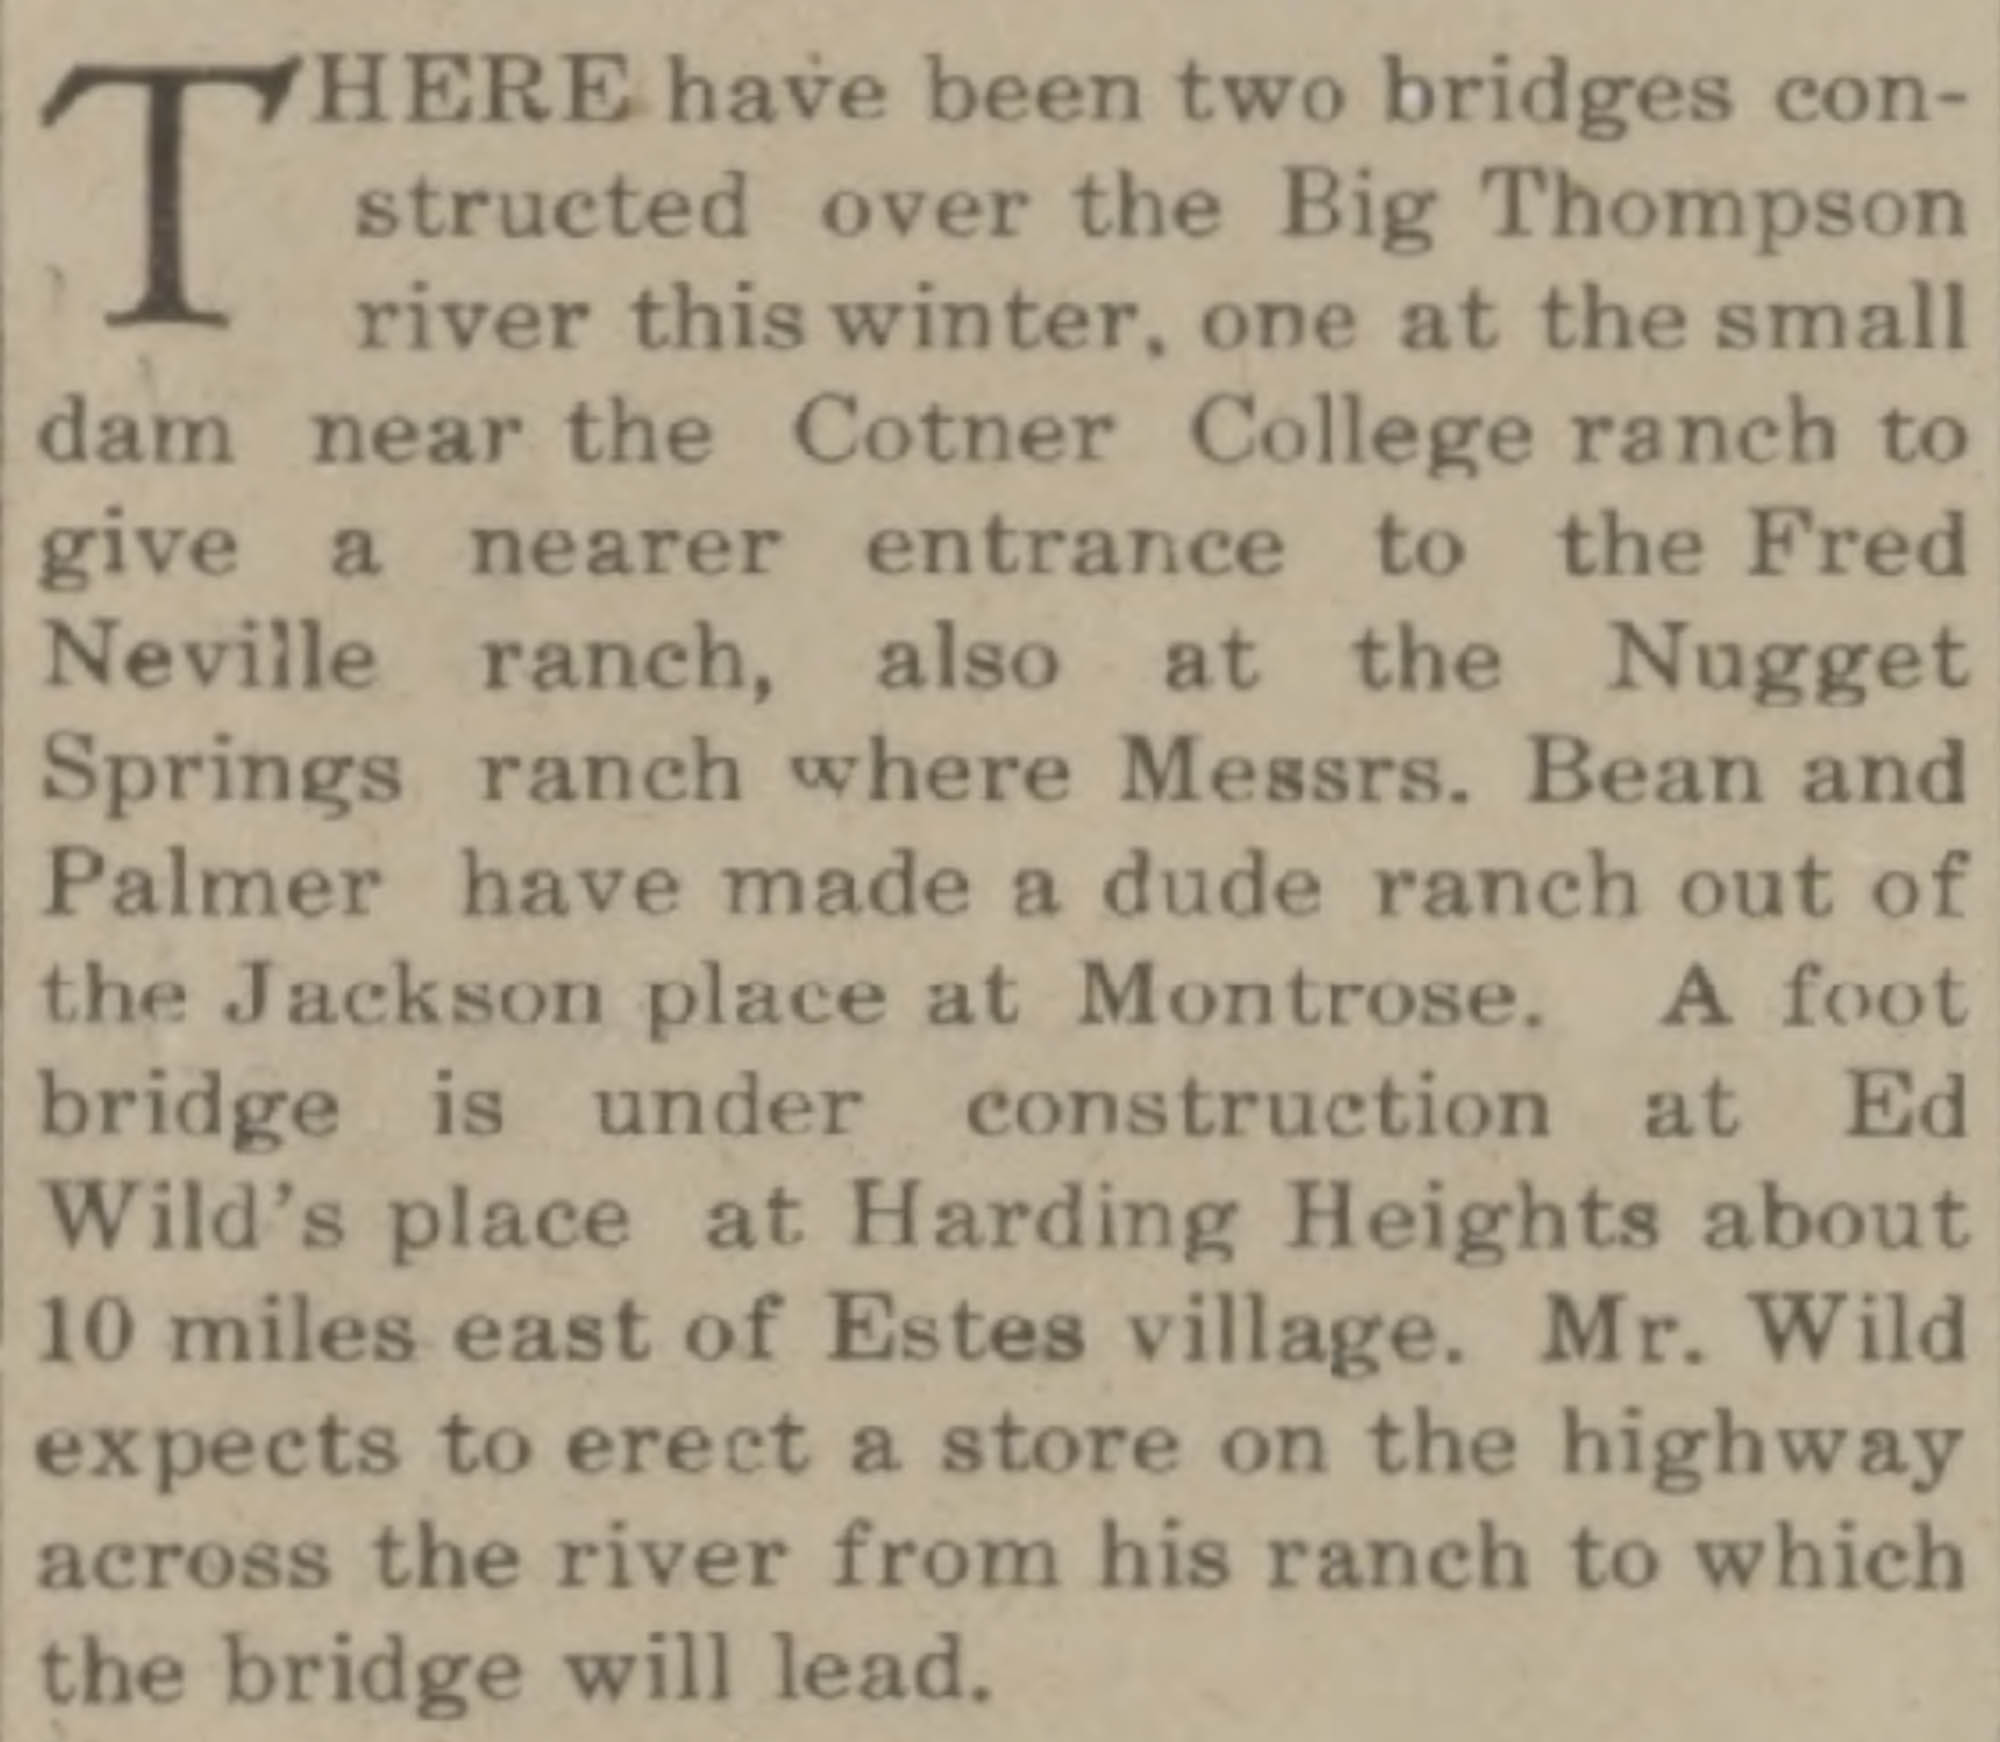 THERE have been two bridges con-
structed over the Big Thompson
river this winter, one at the small
dam near the Cotner College ranch to
give a nearer entrance to the Fred
Neville ranch, also at the Nugget
Springs ranch where Messrs. Bean and
Palmer have made a dude ranch out of
the Jackson place at Montrose. A foot
bridge is under construction at Ed
Wild's place at Harding Heights about
10 miles east of Estes village. Mr. Wild
expects to erect a store on the highway
across the river from his ranch to which
the bridge will lead.